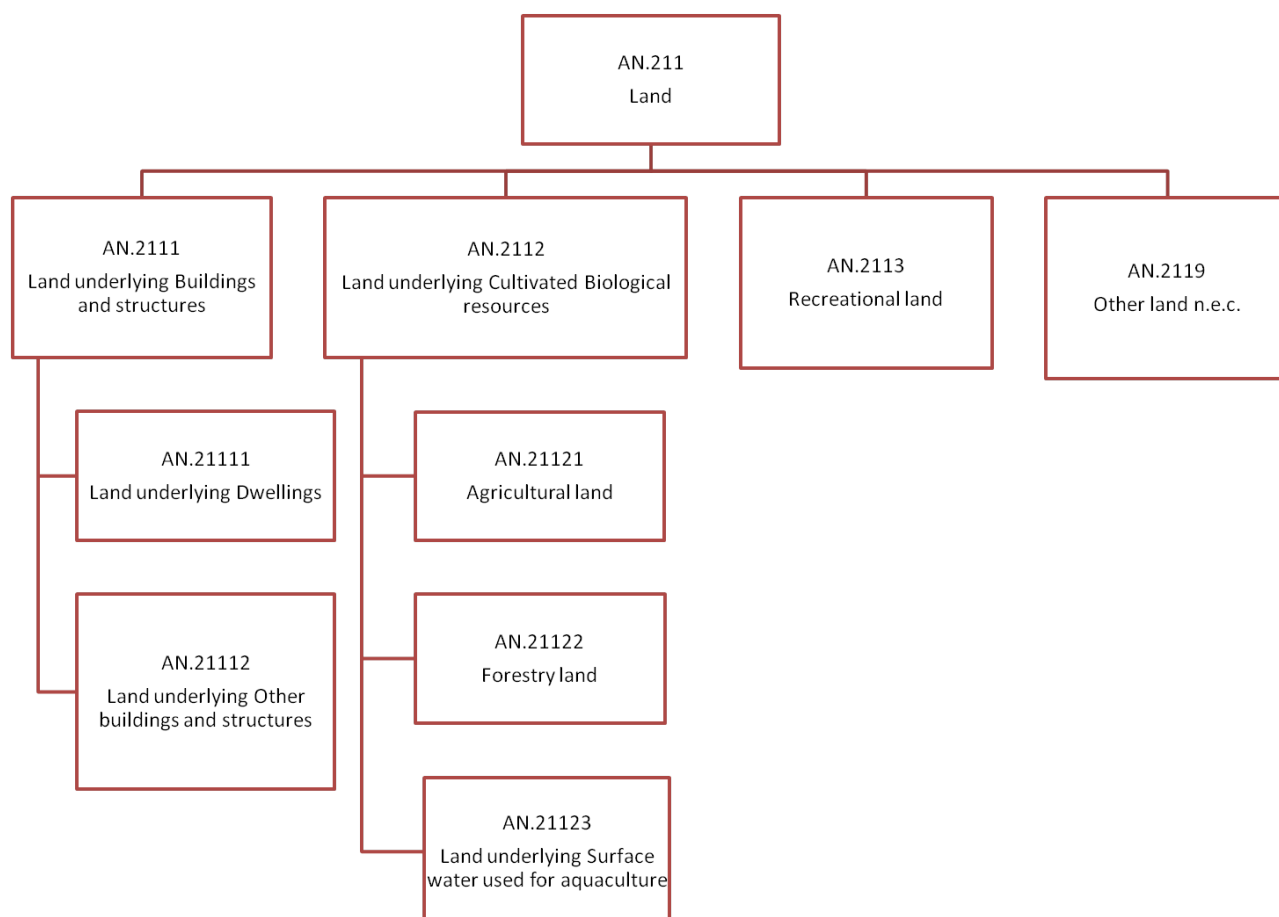 AN.211
Land
AN.2111
Land underlying Buildings
and structures
AN.2112
Land underlying Cultivated Biological
resources
AN.2113
Recreational land
AN.2119
Other land n.e.c.
AN.21111
Land underlying Dwellings
AN.21121
Agricultural land
AN.21112
Land underlying Other
buildings and structures
AN.21122
Forestry land
AN.21123
Land underlying Surface
water used for aquaculture